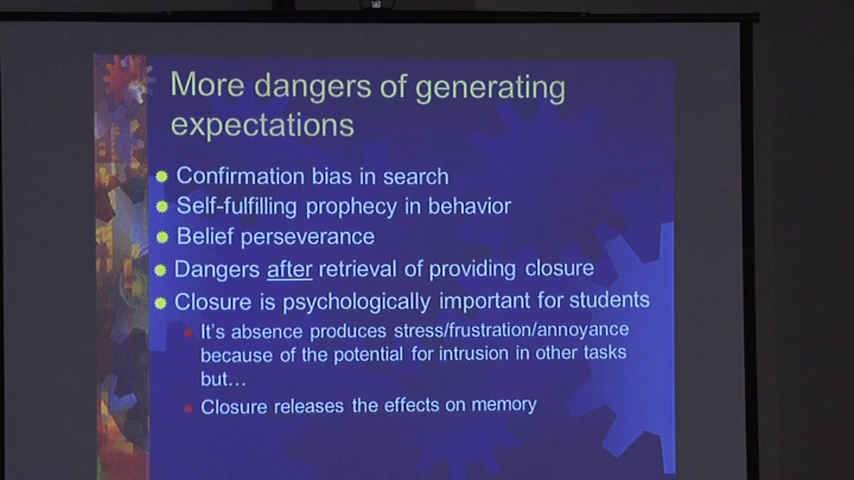 More dangers of generating
expectations
Confirmation bias in search
Self-fulfilling prophecy in behavior
Belief perseverance
Dangers after retrieval of providing closure
Closure is psychologically important for students
It's absence produces stress/frustration/annoyance
because of the potential for intrusion in other tasks
but...
Closure releases the effects on memory